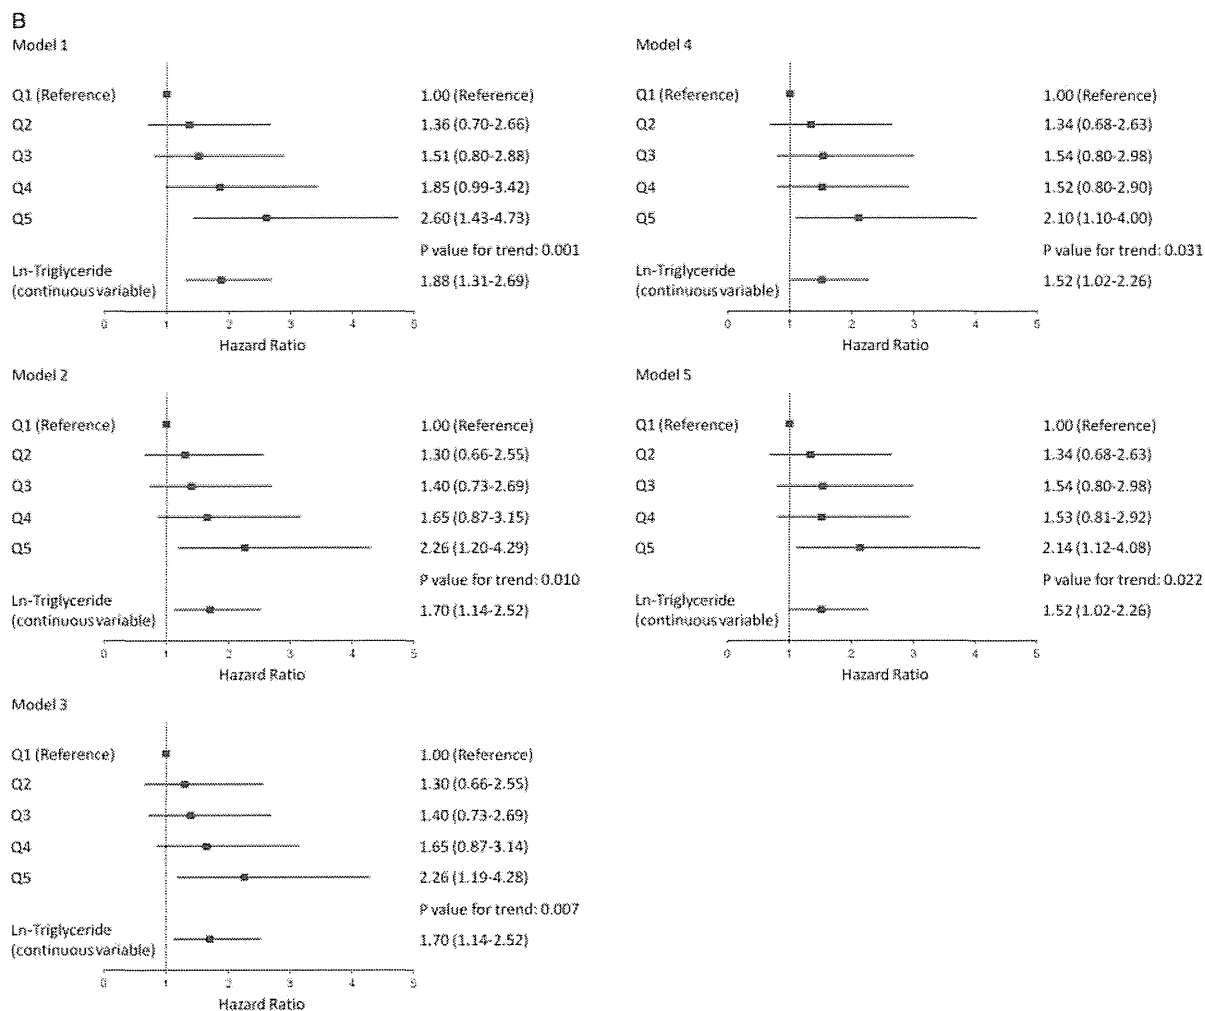 B
Model 1
Q1 (Reference) 1.00 (Reference)
Q2 1.36 (0.70-2.66)
Q3 1.51 (0.80-2.88)
Q4 1.85 (0.99-3.42)
Q5 2.60 (1.43-4.73)
P value for trend: 0.001
Ln-Triglyceride
(continuous variable) 1.88 (1.31-2.69)
0 1 2 3 4 5
Hazard Ratio
Model 2
Q1 (Reference) 1.00 (Reference)
Q2 1.30 (0.66-2.55)
Q3 1.40 (0.73-2.69)
Q4 1.65 (0.87-3.15)
Q5 2.26 (1.20-4.29)
P value for trend: 0.010
Ln-Triglyceride
(continuous variable) 1.70 (1.14-2.52)
0 1 2 3 4 5
Hazard Ratio
Model 3
Q1 (Reference) 1.00 (Reference)
Q2 1.30 (0.66-2.55)
Q3 1.40 (0.73-2.69)
Q4 1.65 (0.87-3.14)
Q5 2.26 (1.19-4.28)
P value for trend: 0.007
Ln-Triglyceride
(continuous variable) 1.70 (1.14-2.52)
0 1 2 3 4 5
Hazard Ratio
Model 4
Q1 (Reference) 1.00 (Reference)
Q2 1.34 (0.68-2.63)
Q3 1.54 (0.80-2.98)
Q4 1.52 (0.80-2.90)
Q5 2.10 (1.10-4.00)
P value for trend: 0.031
Ln-Triglyceride
(continuous variable) 1.52 (1.02-2.26)
0 1 2 3 4 5
Hazard Ratio
Model 5
Q1 (Reference) 1.00 (Reference)
Q2 1.34 (0.68-2.63)
Q3 1.54 (0.80-2.98)
Q4 1.53 (0.81-2.92)
Q5 2.14 (1.12-4.08)
P value for trend: 0.022
Ln-Triglyceride
(continuous variable) 1.52 (1.02-2.26)
0 1 2 3 4 5
Hazard Ratio